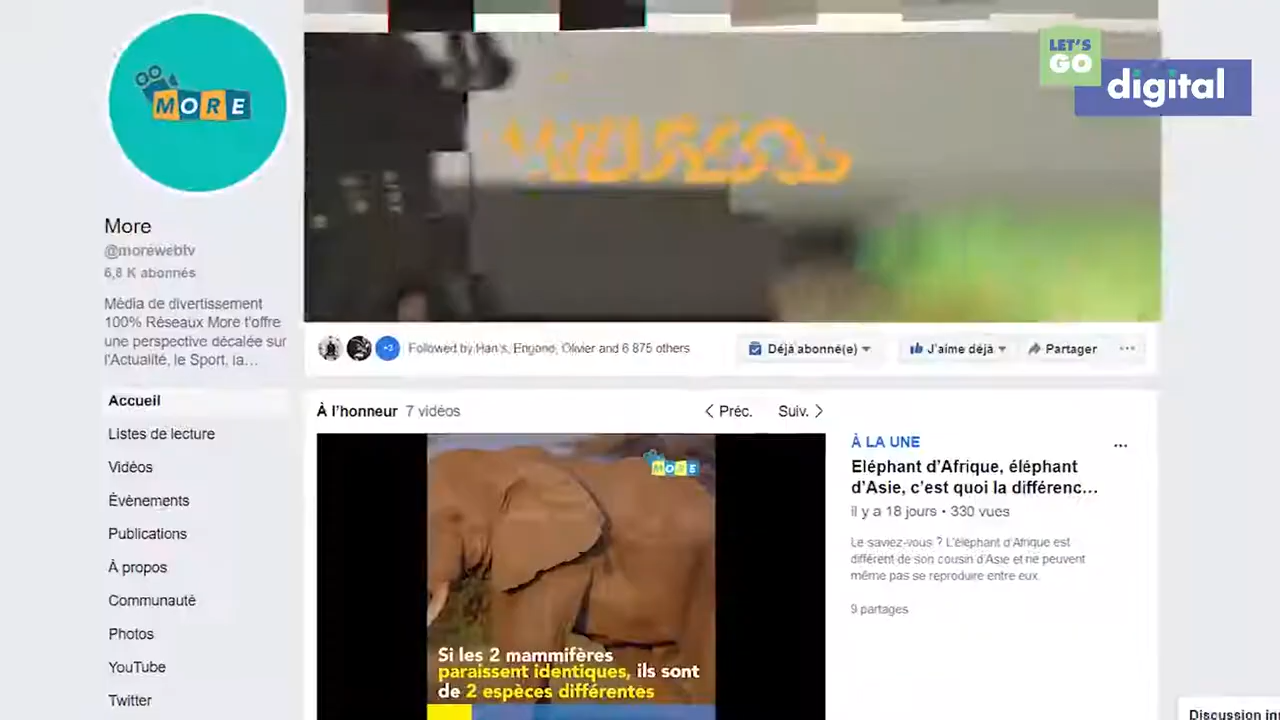 LET'S
GO
digital
MORE
More
@morewebtv
6,8 K abonnés
Média de divertissement
100% Réseaux More t'offre
une perspective décalée sur
l'Actualité, le Sport, la…
Followed by Han's, Engane, Olivier and 6 875 others
Déjà abonné(e)
J'aime déjà
Partager
Accueil
Listes de lecture
Vidéos
Évènements
Publications
À propos
Communauté
Photos
YouTube
Twitter
À l'honneur 7 vidéos
Préc.
Suiv.
MORE
Si les 2 mammifères
paraissent identiques, ils sont
de 2 espèces différentes
À LA UNE
Eléphant d'Afrique, éléphant
d'Asie, c'est quoi la différenc…
il y a 18 jours · 330 vues
Le saviez-vous ? L'éléphant d'Afrique est
différent de son cousin d'Asie et ne peuvent
même pas se reproduire entre eux
9 partages
Discussion